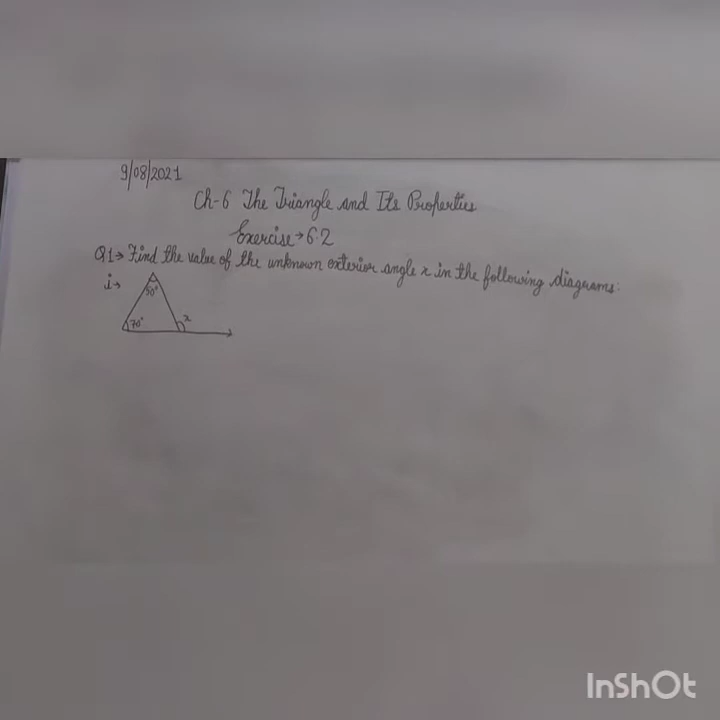 9/08/2021
Ch-6 The Triangle and Its Properties
Exercise→6.2
Q1→ Find the value of the unknown exterior angle x in the following diagrams:
i→
50°
70°
x
InShOt